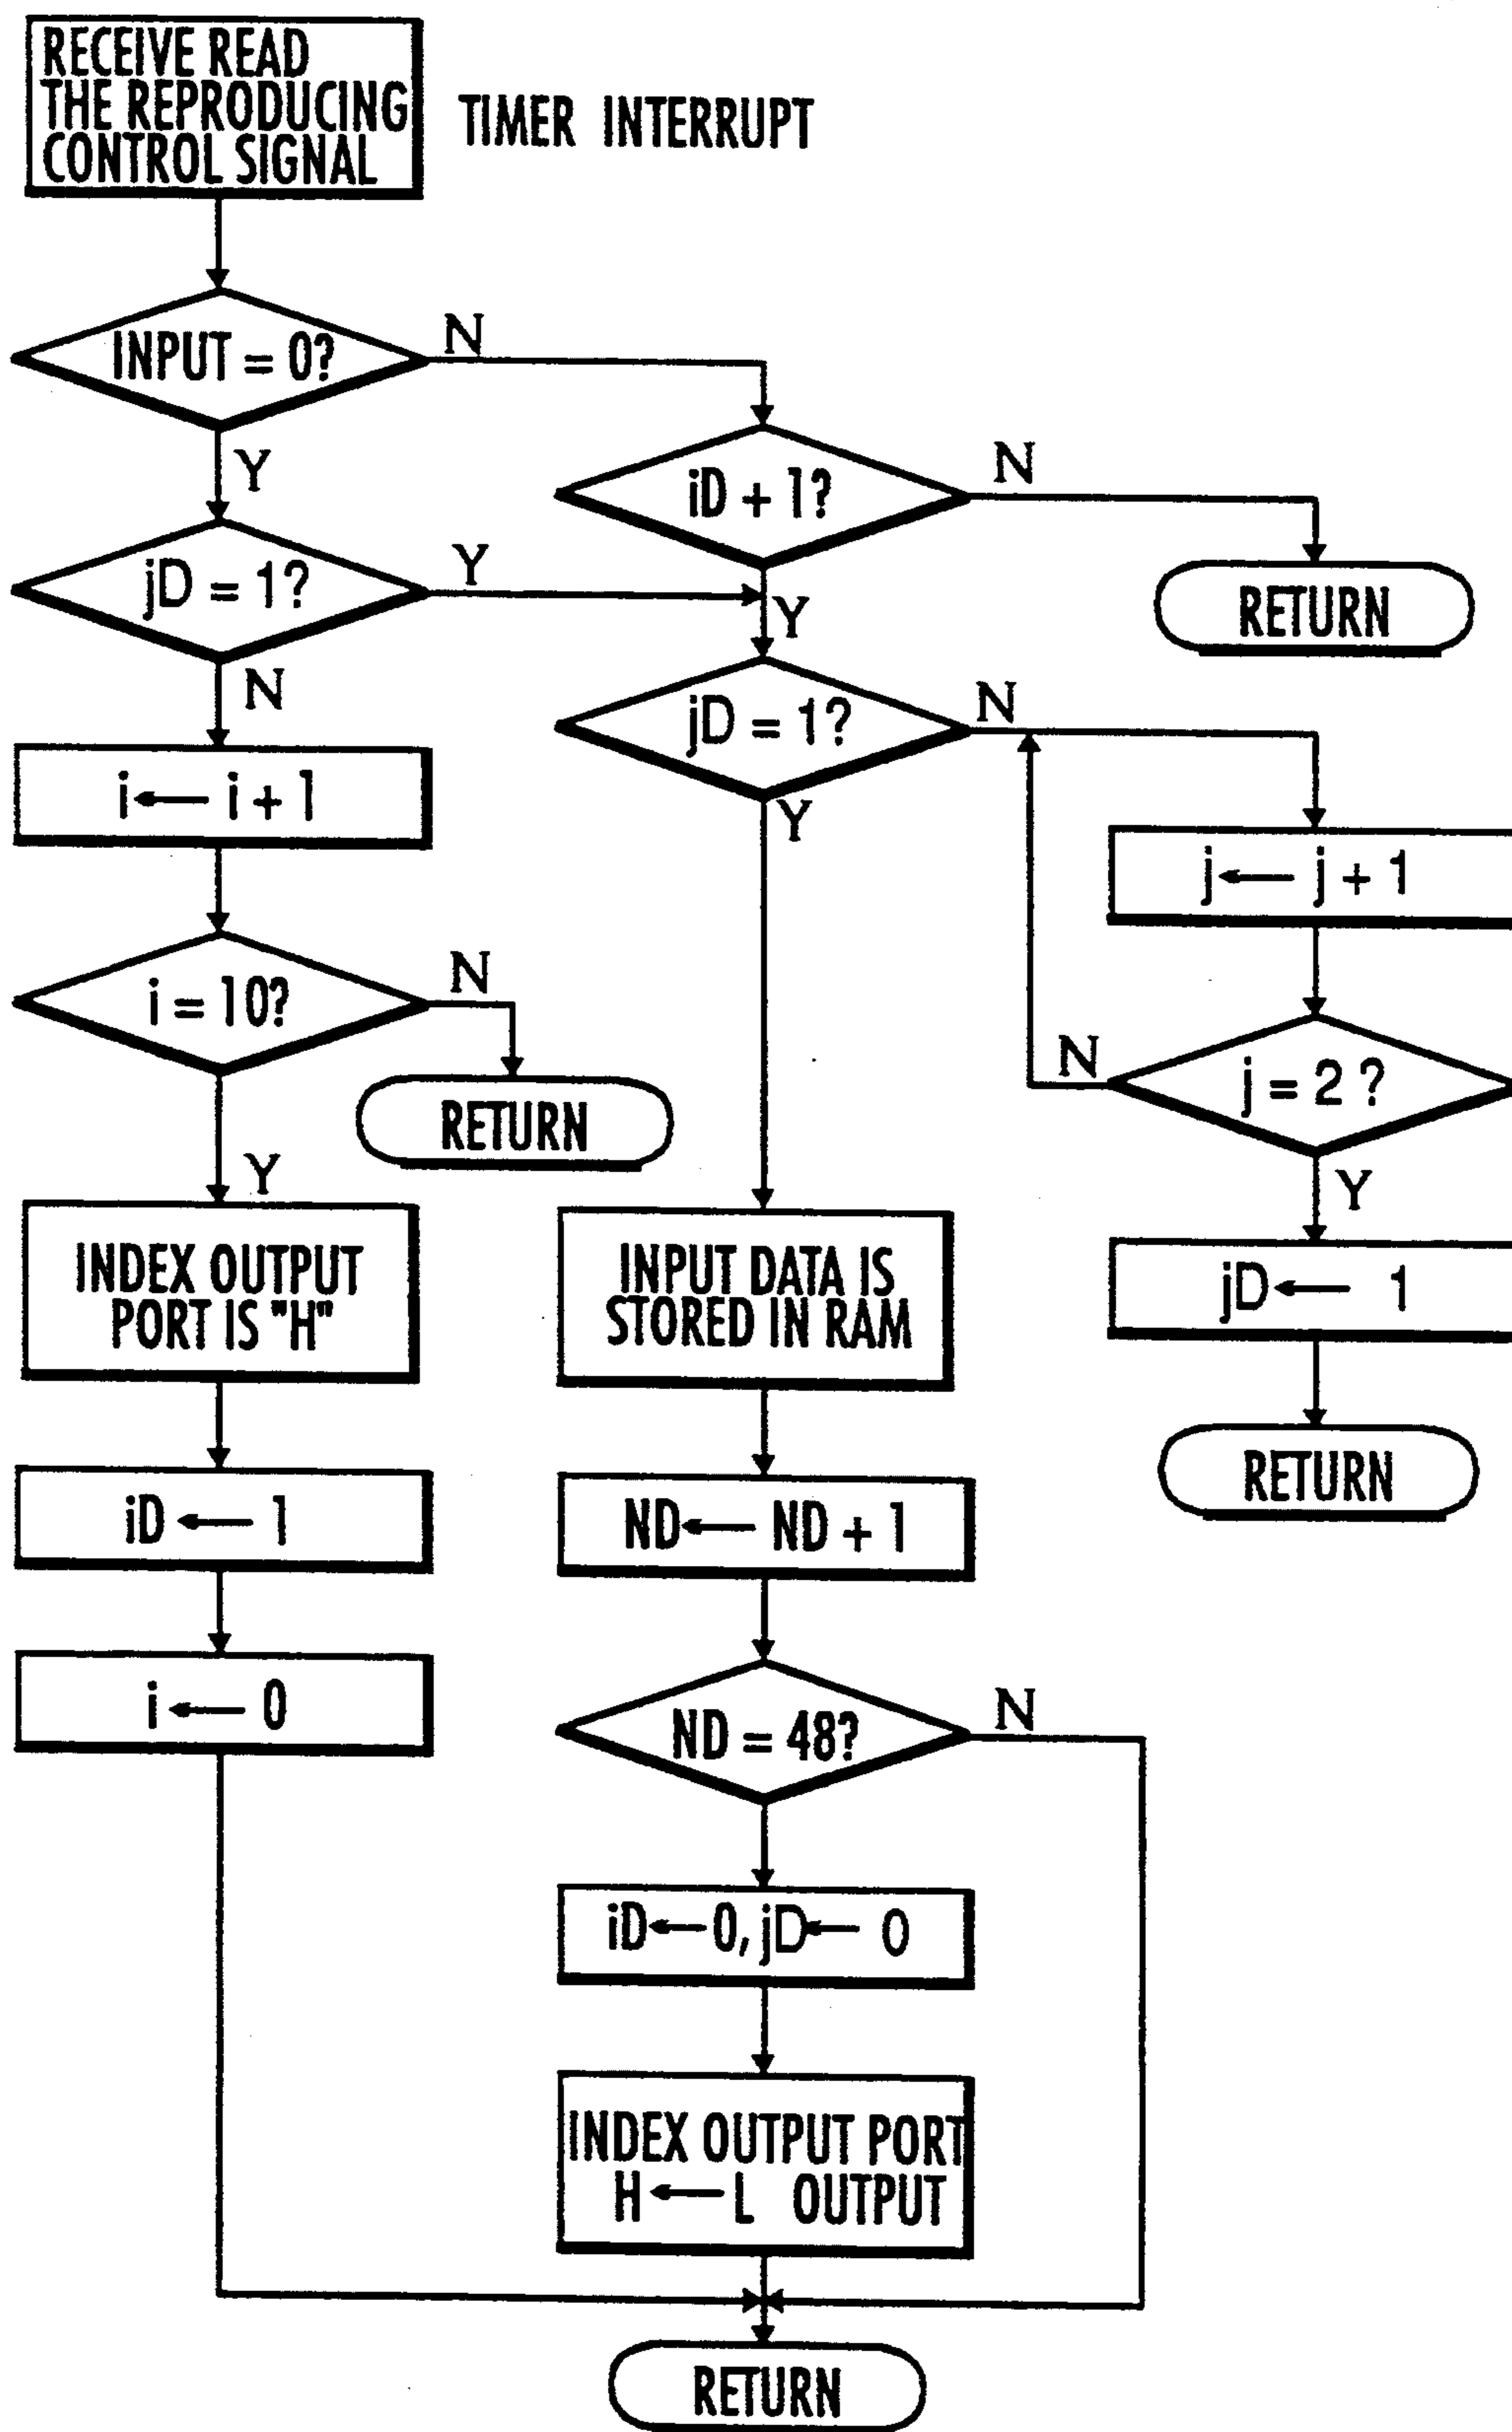 RECEIVE READ
THE REPRODUCING
CONTROL SIGNAL
TIMER INTERRUPT
INPUT = 0?
N
Y
iD + 1?
N
RETURN
jD = 1?
Y
Y
N
jD = 1?
N
Y
i ← i + 1
j ← j + 1
i = 10?
N
RETURN
j = 2 ?
N
Y
Y
INDEX OUTPUT
PORT IS "H"
INPUT DATA IS
STORED IN RAM
jD ← 1
RETURN
iD ← 1
ND ← ND + 1
i ← 0
ND = 48?
N
iD ← 0, jD ← 0
INDEX OUTPUT PORT
H ← L OUTPUT
RETURN